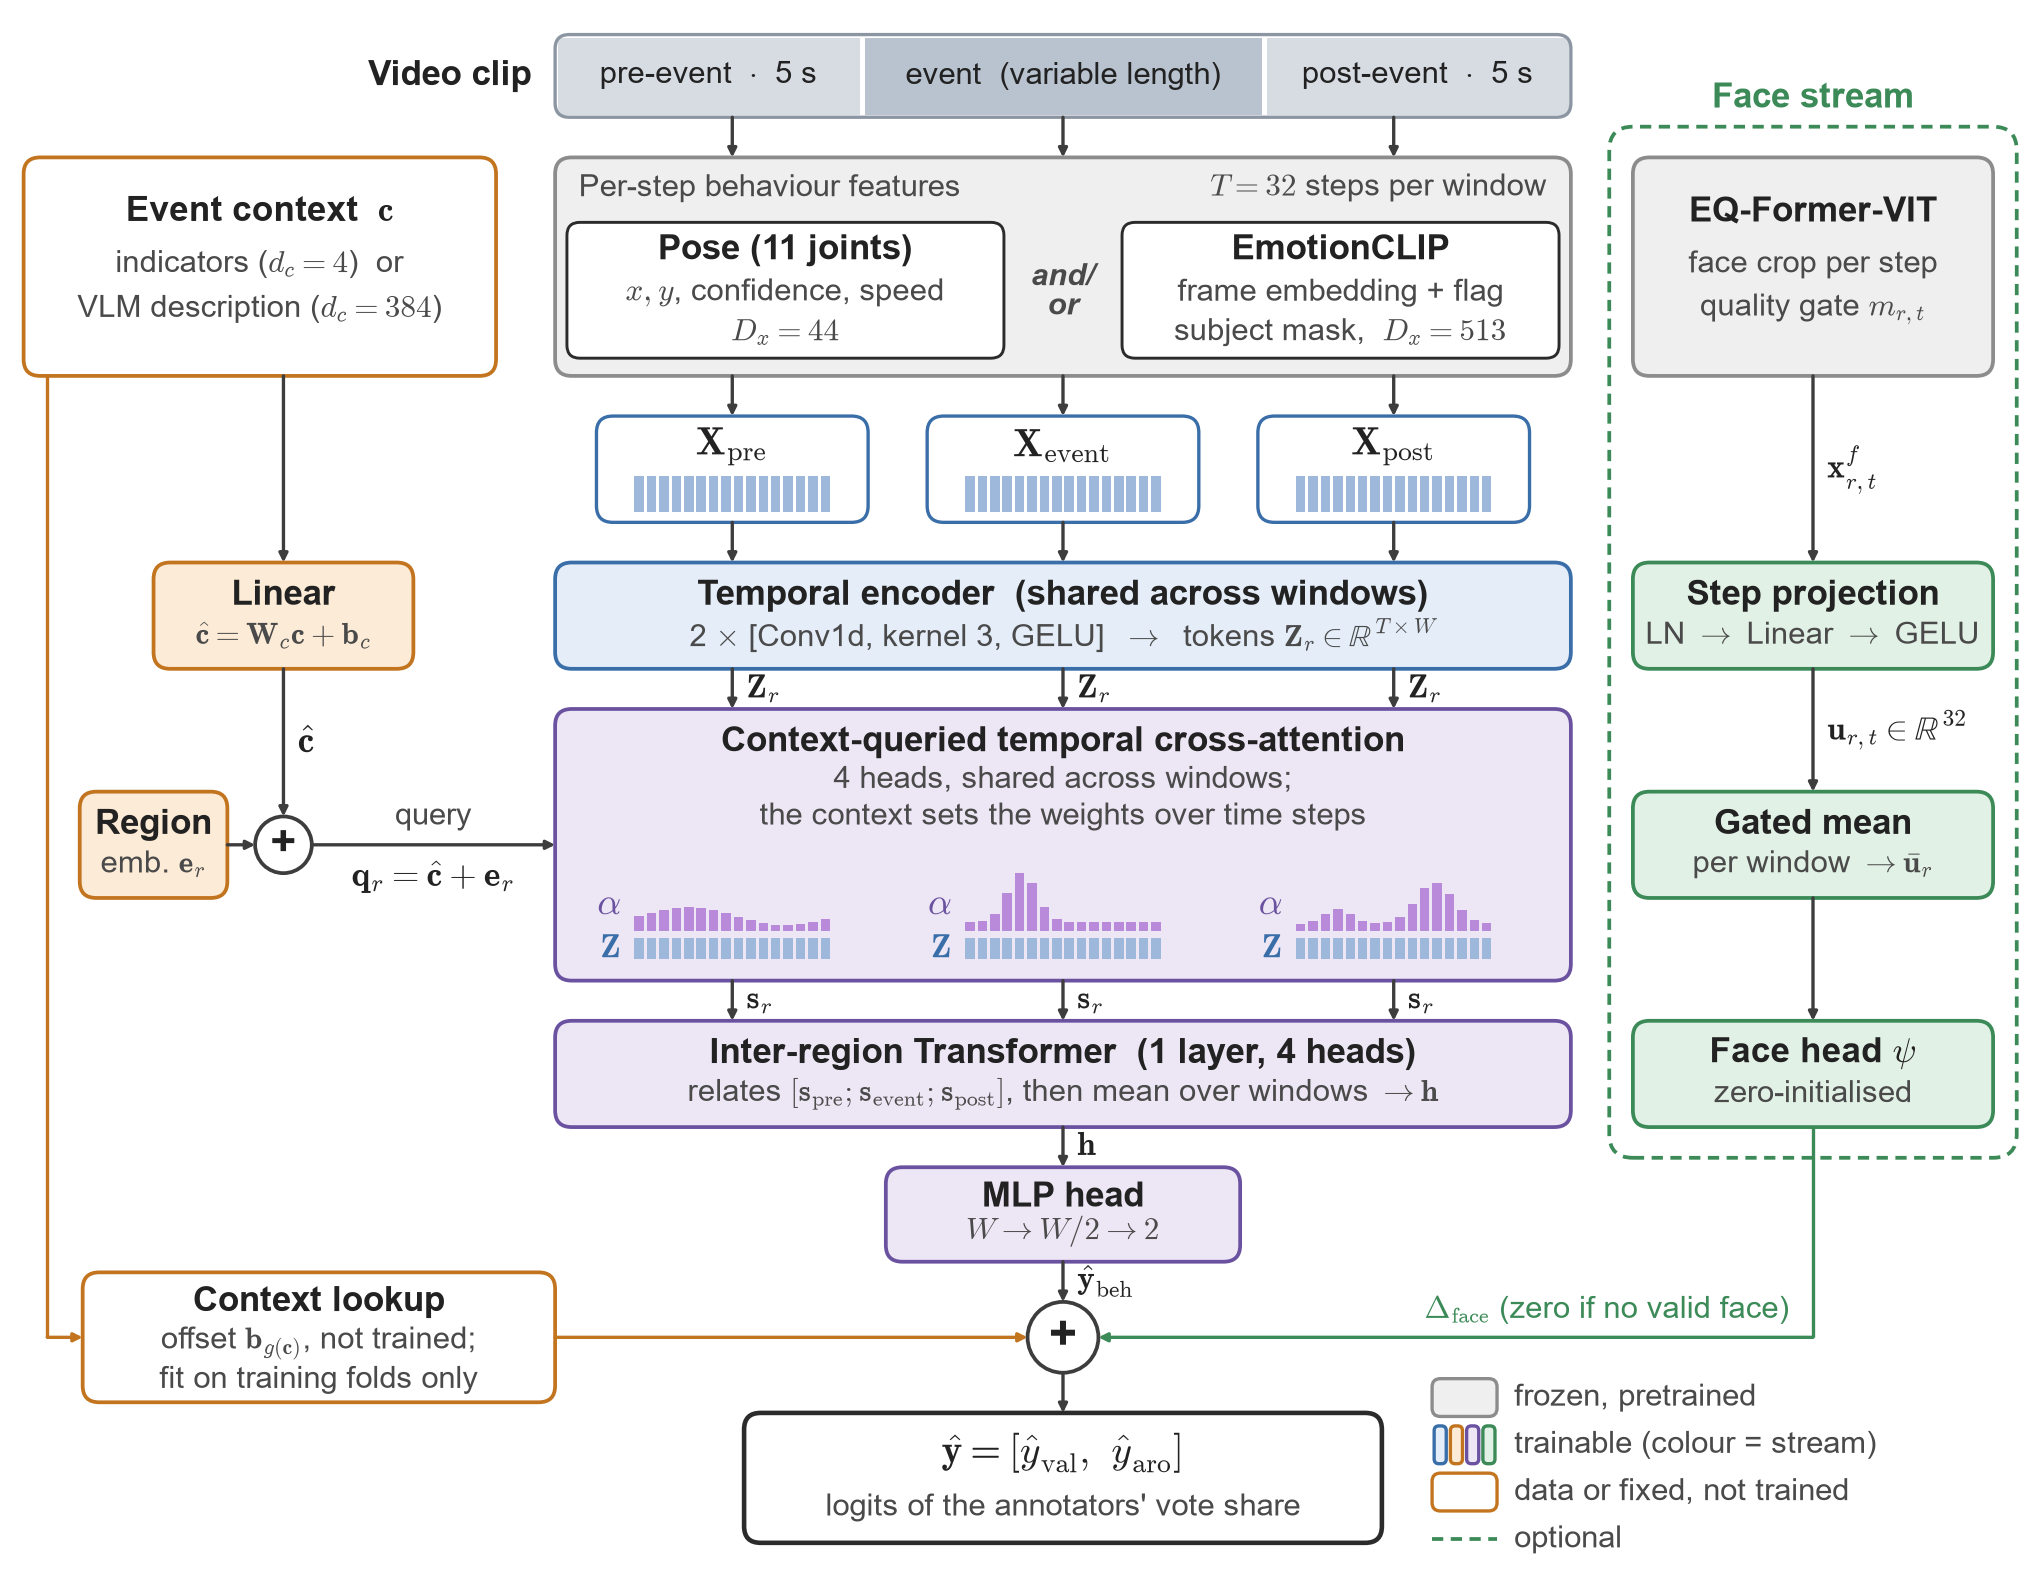 Video clip
pre-event · 5 s
event (variable length)
post-event · 5 s
Face stream
Event context c
indicators (d_c = 4) or
VLM description (d_c = 384)
Per-step behaviour features
T = 32 steps per window
Pose (11 joints)
x, y, confidence, speed
D_x = 44
and/
or
EmotionCLIP
frame embedding + flag
subject mask, D_x = 513
EQ-Former-VIT
face crop per step
quality gate m_{r,t}
X_pre
X_event
X_post
x^f_{r,t}
Linear
ĉ = W_c c + b_c
Temporal encoder (shared across windows)
2 × [Conv1d, kernel 3, GELU] → tokens Z_r ∈ ℝ^{T×W}
Step projection
LN → Linear → GELU
Z_r
Z_r
Z_r
ĉ
u_{r,t} ∈ ℝ^{32}
Context-queried temporal cross-attention
4 heads, shared across windows;
the context sets the weights over time steps
Region
emb. e_r
+
query
q_r = ĉ + e_r
Gated mean
per window → ū_r
α
α
α
Z
Z
Z
s_r
s_r
s_r
Inter-region Transformer (1 layer, 4 heads)
relates [s_pre; s_event; s_post], then mean over windows → h
Face head ψ
zero-initialised
h
MLP head
W → W/2 → 2
ŷ_beh
Context lookup
offset b_{g(c)}, not trained;
fit on training folds only
+
Δ_face (zero if no valid face)
ŷ = [ŷ_val, ŷ_aro]
logits of the annotators' vote share
frozen, pretrained
trainable (colour = stream)
data or fixed, not trained
optional